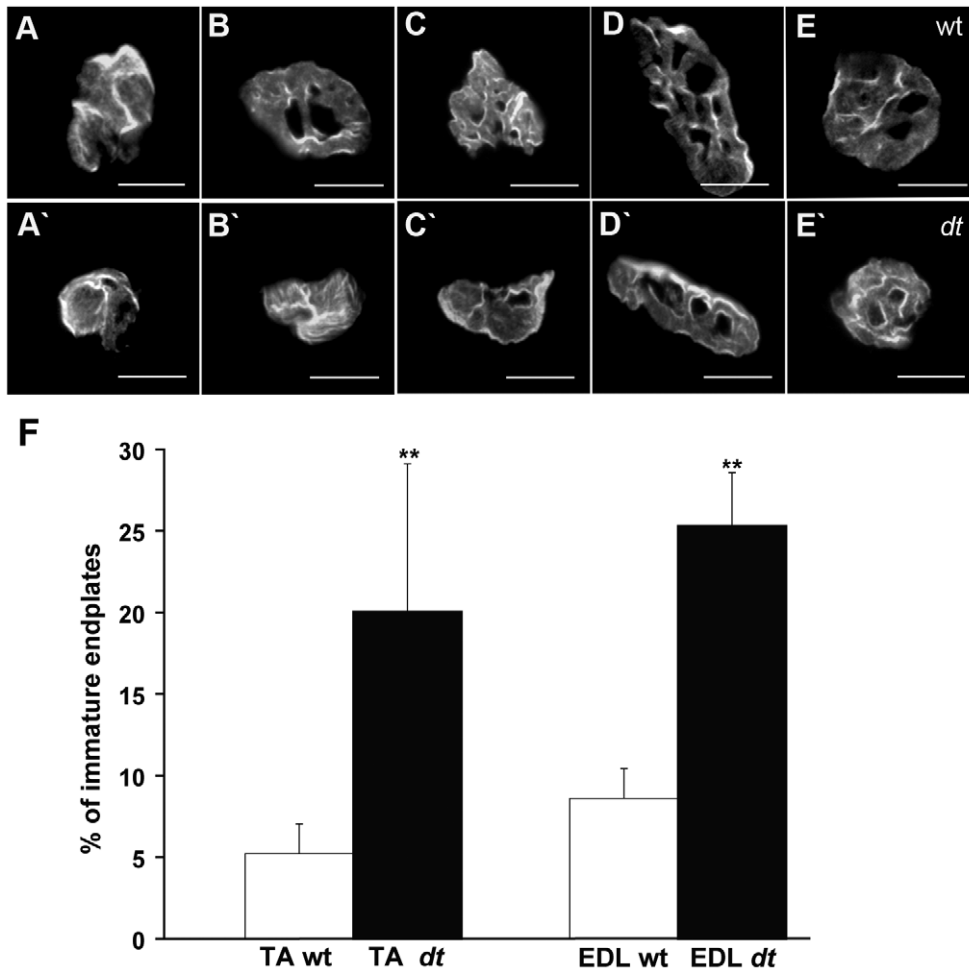 A B C D E wt
A` B` C` D` E` dt
F
% of immature endplates
30
25
20
15
10
5
0
** **
TA wt TA dt EDL wt EDL dt